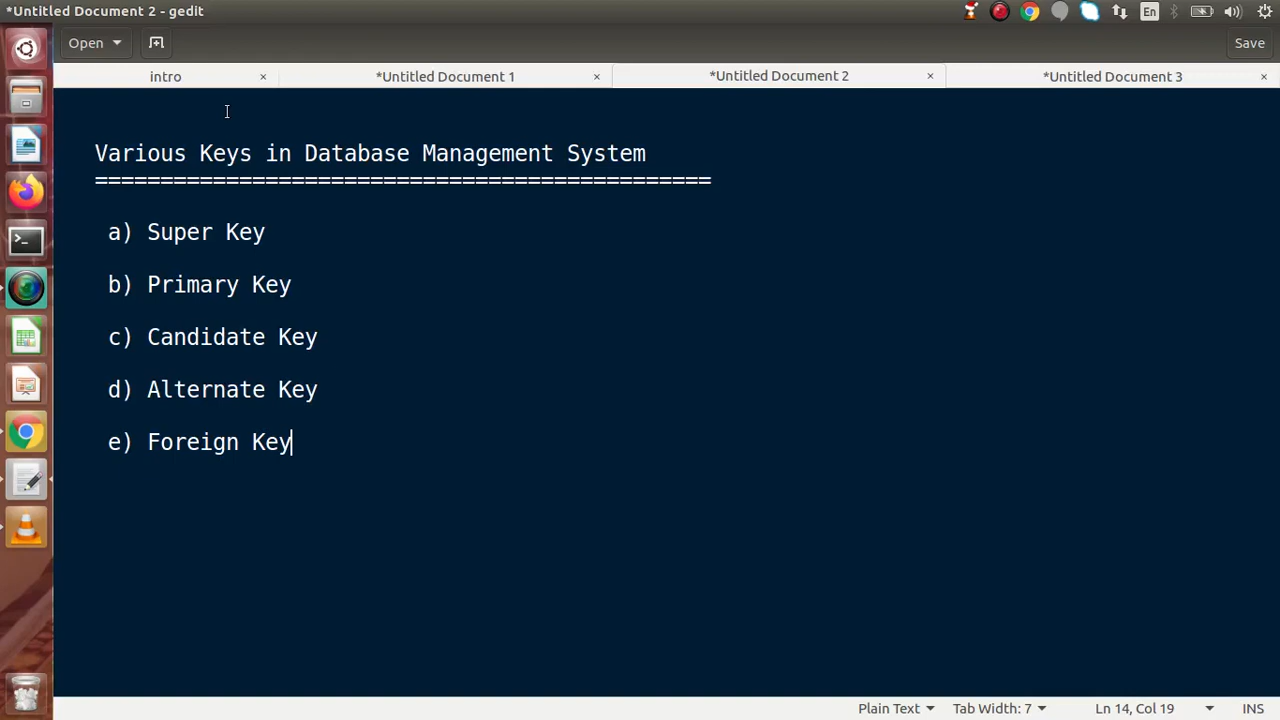 *Untitled Document 2 - gedit
En
Open
Save
intro
*Untitled Document 1
*Untitled Document 2
*Untitled Document 3
Various Keys in Database Management System
===============================================
a) Super Key
b) Primary Key
c) Candidate Key
d) Alternate Key
e) Foreign Key
Plain Text
Tab Width: 7
Ln 14, Col 19
INS